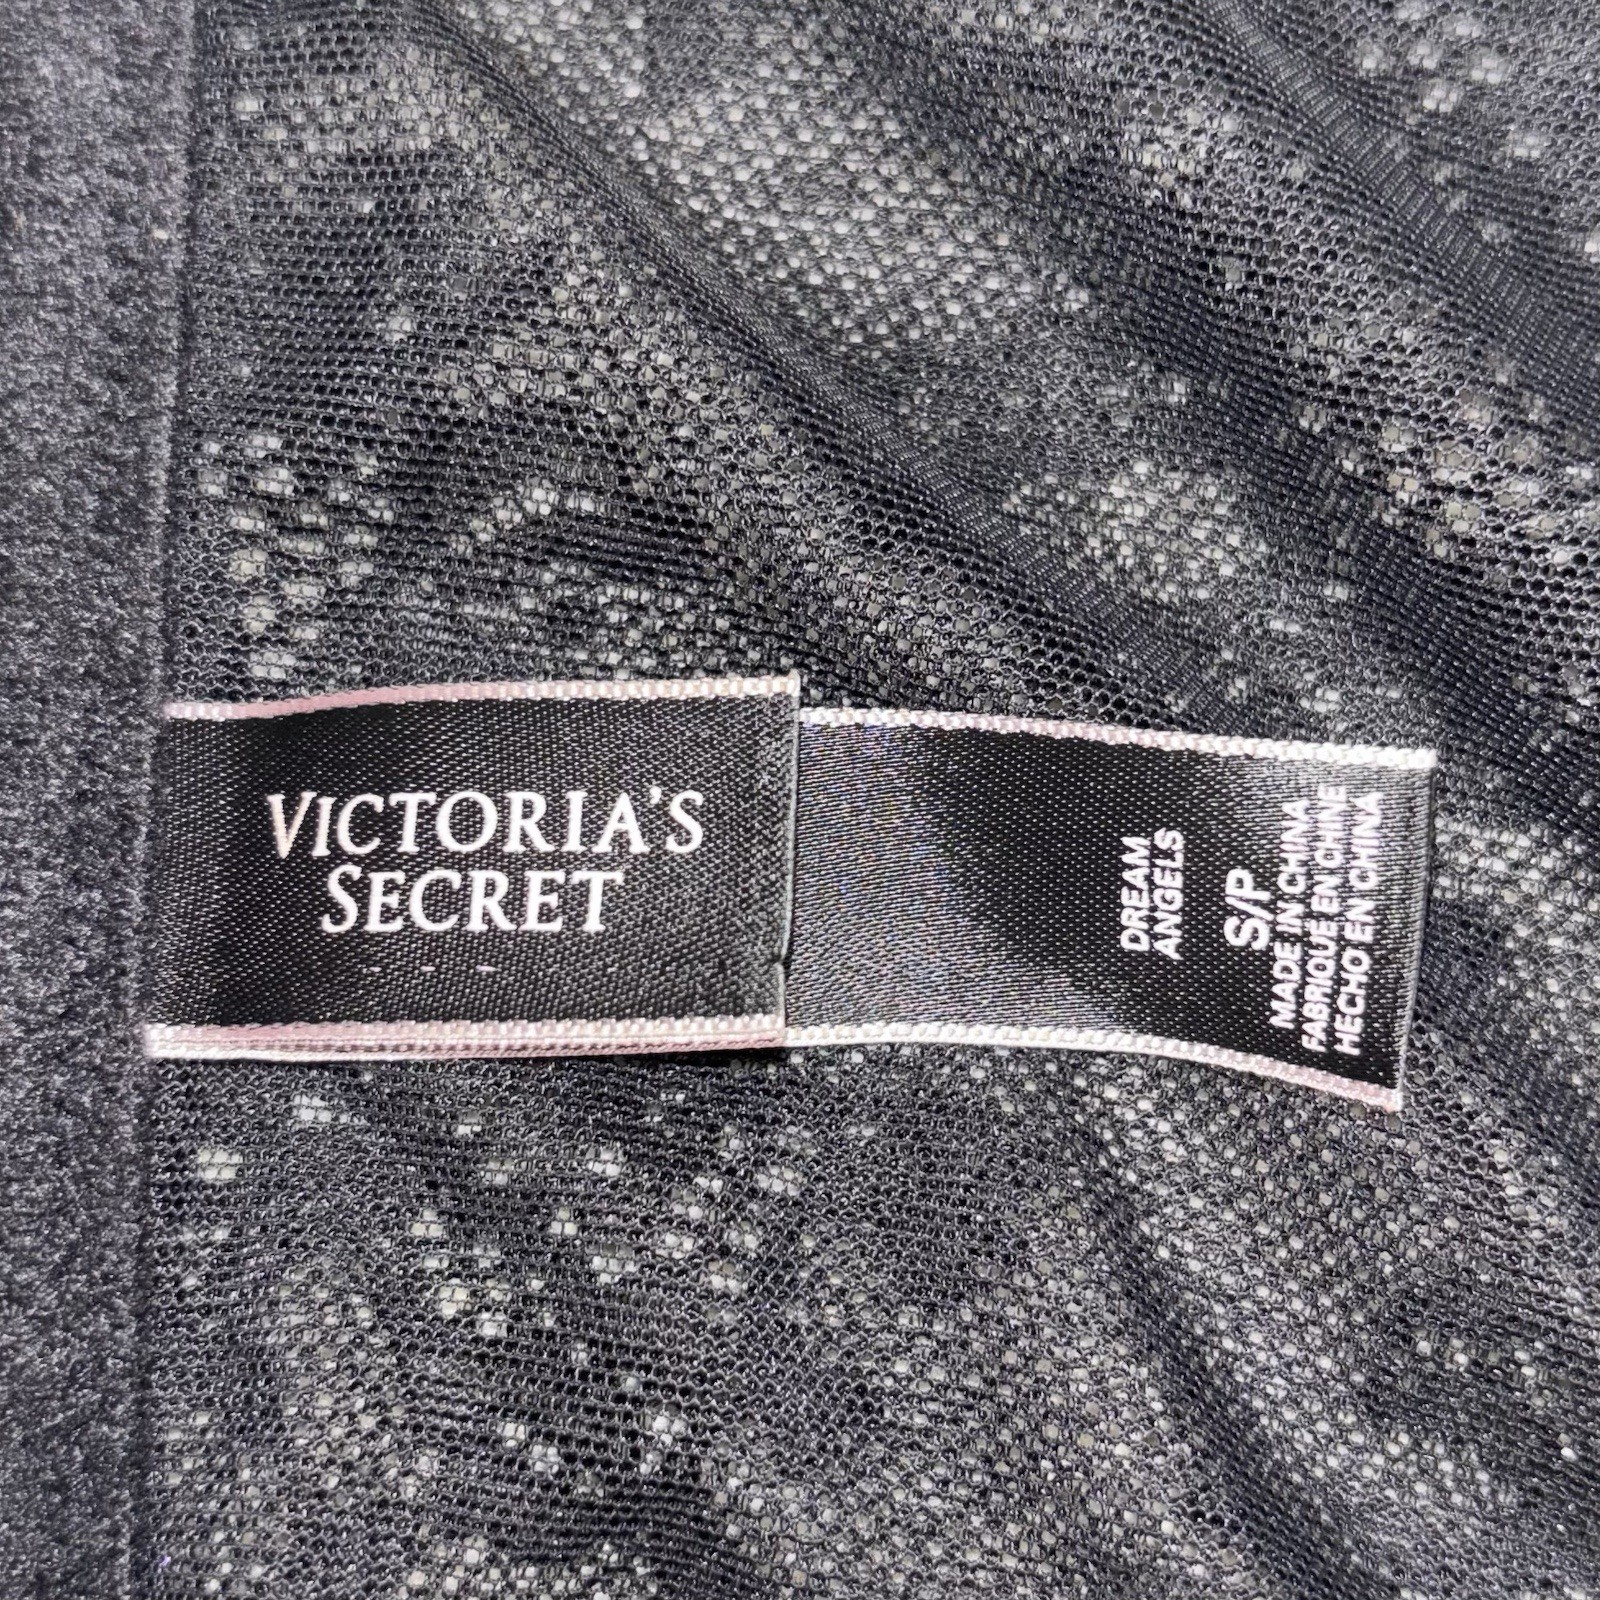 VICTORIA'S
SECRET
DREAM
ANGELS
S/P
MADE IN CHINA
FABRIQUÉ EN CHINE
HECHO EN CHINA